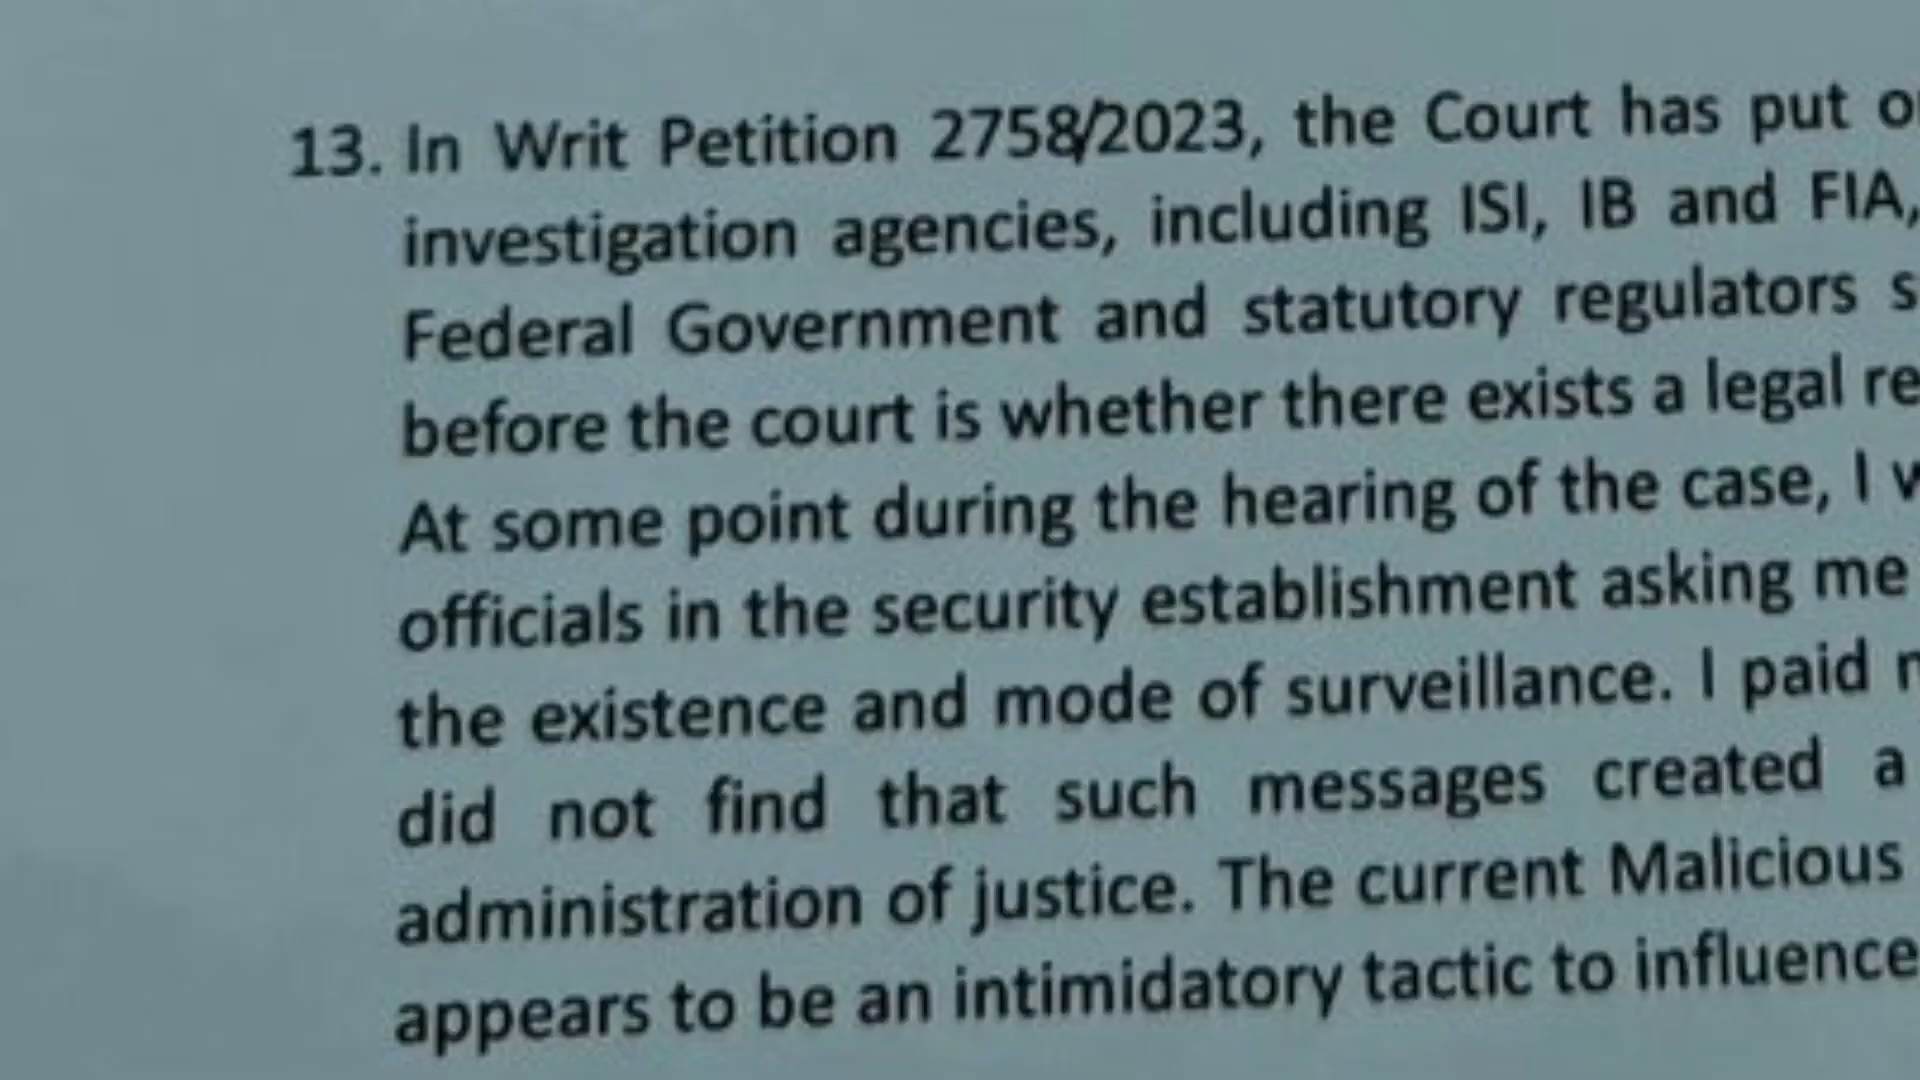 13. In Writ Petition 2758/2023, the Court has put
investigation agencies, including ISI, IB and FIA,
Federal Government and statutory regulators
before the court is whether there exists a legal
At some point during the hearing of the case, I
officials in the security establishment asking me
the existence and mode of surveillance. I paid
did not find that such messages created a
administration of justice. The current Malicious
appears to be an intimidatory tactic to influence